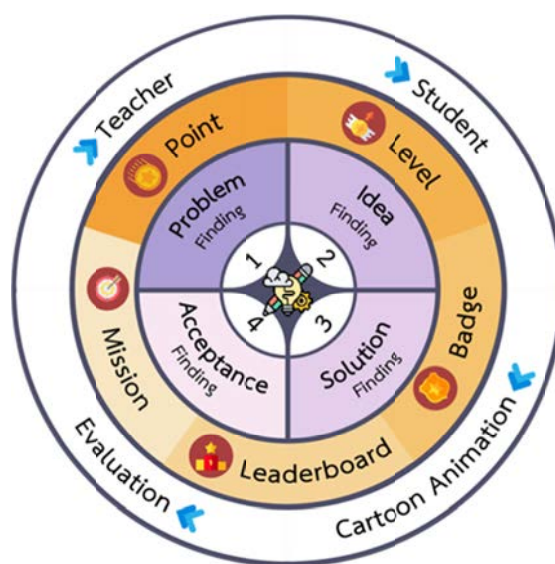 Teacher
Student
Cartoon Animation
Evaluation
Point
Level
Badge
Leaderboard
Mission
Problem
Finding
Idea
Finding
Solution
Finding
Acceptance
Finding
1
2
3
4